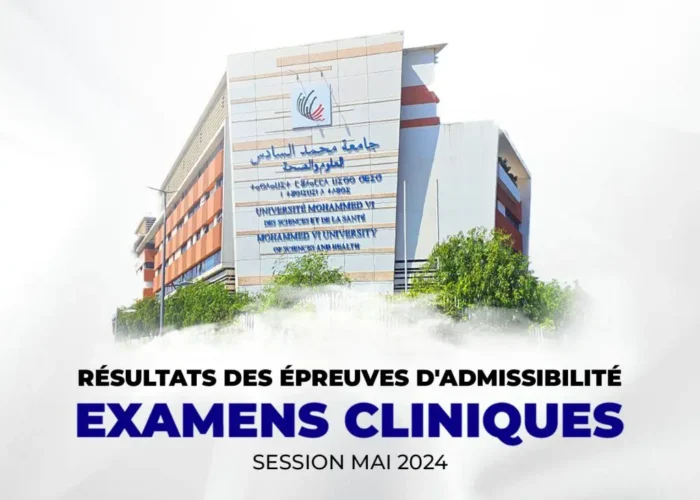 جامعة محمد السادس
للعلوم والصحة
UNIVERSITÉ MOHAMMED VI
DES SCIENCES ET DE LA SANTÉ
MOHAMMED VI UNIVERSITY
OF SCIENCES AND HEALTH
RÉSULTATS DES ÉPREUVES D'ADMISSIBILITÉ
EXAMENS CLINIQUES
SESSION MAI 2024